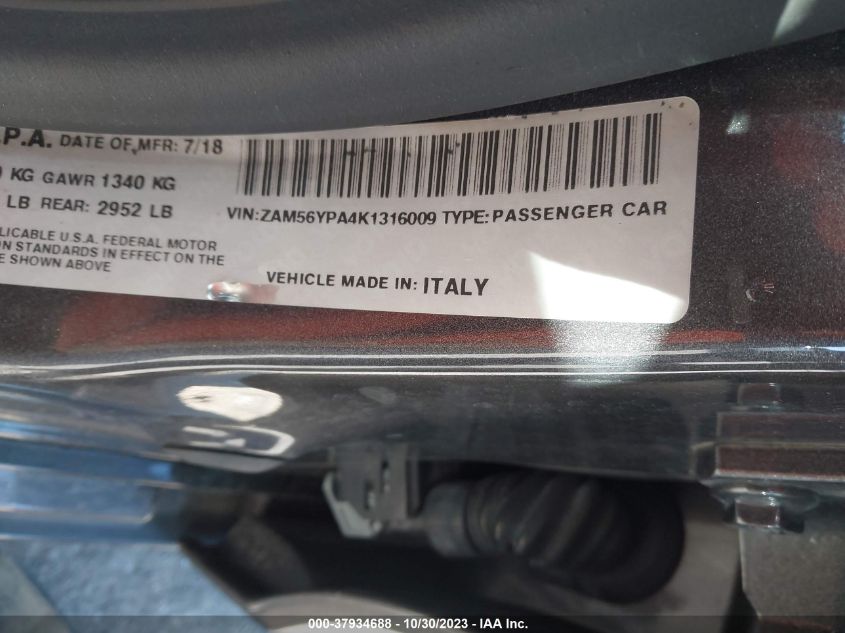 .P.A. DATE OF MFR: 7/18
KG GAWR 1340 KG
LB REAR: 2952 LB
VIN:ZAM56YPA4K1316009 TYPE:PASSENGER CAR
PLICABLE U.S.A. FEDERAL MOTOR
ON STANDARDS IN EFFECT ON THE
E SHOWN ABOVE
VEHICLE MADE IN: ITALY
000-37934688 - 10/30/2023 - IAA Inc.